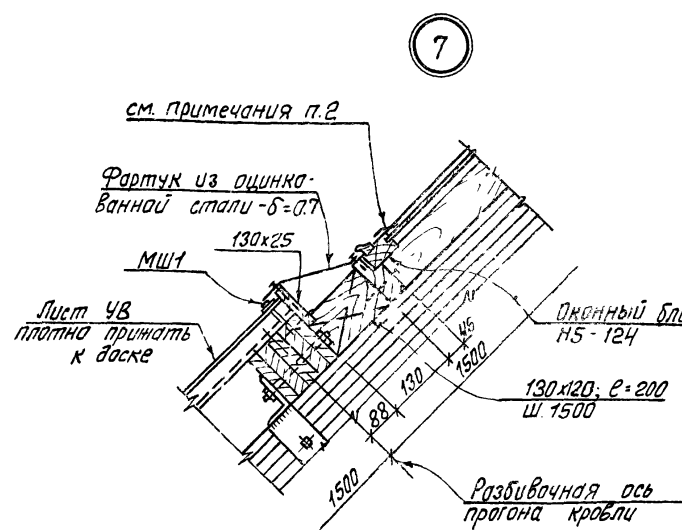 7
см. примечания п.2
Фартук из оцинко-
ванной стали-δ=0.7
130х25
МШ1
Лист УВ
плотно прижать
к доске
Оконный бл
Н5-124
45
1500
130
130х120; ℓ=200
Ш.1500
88
1500
Разбивочная ось
прогона кровли